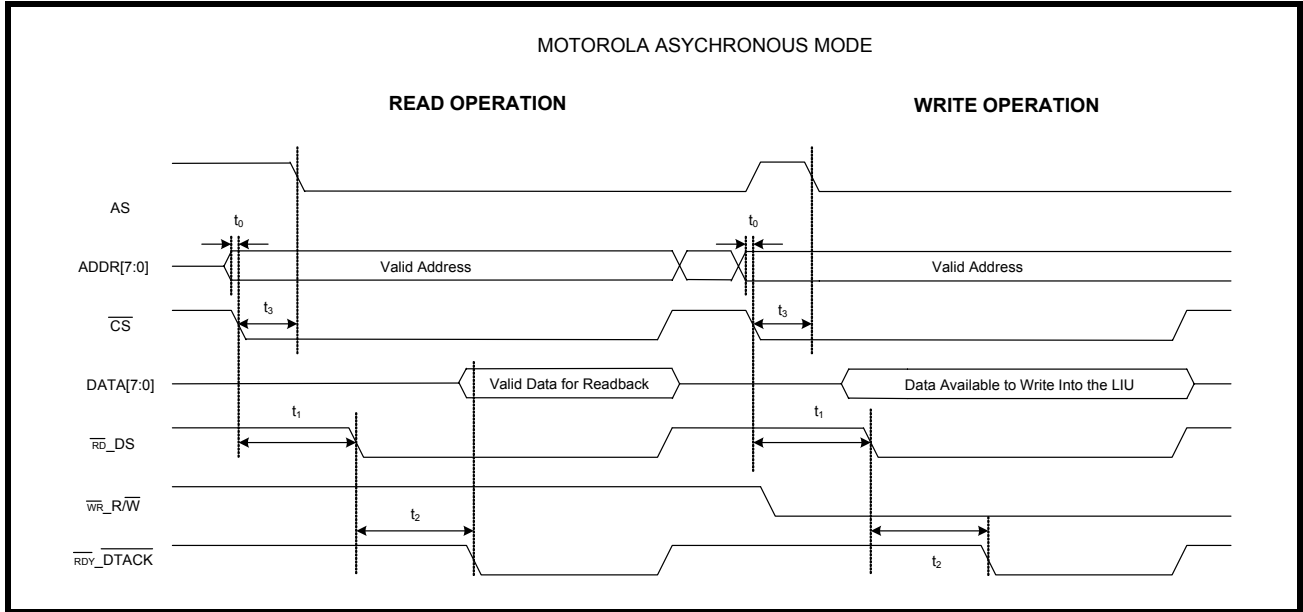 MOTOROLA ASYCHRONOUS MODE
READ OPERATION
WRITE OPERATION
AS
t0
t0
ADDR[7:0]
Valid Address
Valid Address
t3
t3
CS
DATA[7:0]
Valid Data for Readback
Data Available to Write Into the LIU
t1
t1
RD_DS
WR_R/W
t2
t2
RDY_DTACK